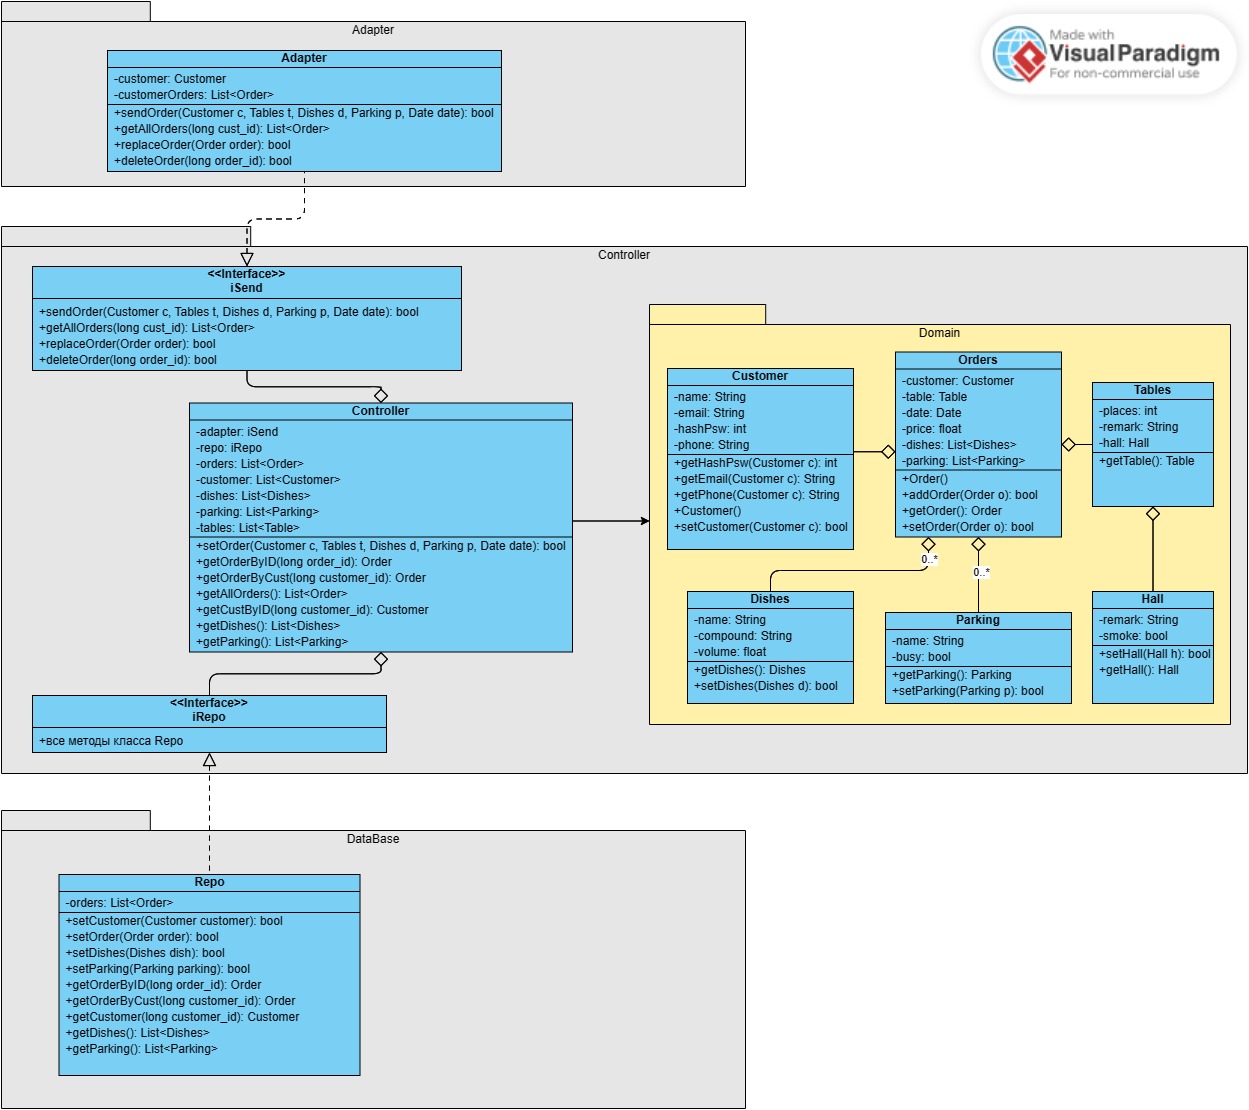 Made with
Visual Paradigm
For non-commercial use
Adapter
Adapter
-customer: Customer
-customerOrders: List<Order>
+sendOrder(Customer c, Tables t, Dishes d, Parking p, Date date): bool
+getAllOrders(long cust_id): List<Order>
+replaceOrder(Order order): bool
+deleteOrder(long order_id): bool
Controller
<<Interface>>
iSend
+sendOrder(Customer c, Tables t, Dishes d, Parking p, Date date): bool
+getAllOrders(long cust_id): List<Order>
+replaceOrder(Order order): bool
+deleteOrder(long order_id): bool
Controller
-adapter: iSend
-repo: iRepo
-orders: List<Order>
-customer: List<Customer>
-dishes: List<Dishes>
-parking: List<Parking>
-tables: List<Table>
+setOrder(Customer c, Tables t, Dishes d, Parking p, Date date): bool
+getOrderByID(long order_id): Order
+getOrderByCust(long customer_id): Order
+getAllOrders(): List<Order>
+getCustByID(long customer_id): Customer
+getDishes(): List<Dishes>
+getParking(): List<Parking>
<<Interface>>
iRepo
+все методы класса Repo
Domain
Customer
-name: String
-email: String
-hashPsw: int
-phone: String
+getHashPsw(Customer c): int
+getEmail(Customer c): String
+getPhone(Customer c): String
+Customer()
+setCustomer(Customer c): bool
Orders
-customer: Customer
-table: Table
-date: Date
-price: float
-dishes: List<Dishes>
-parking: List<Parking>
+Order()
+addOrder(Order o): bool
+getOrder(): Order
+setOrder(Order o): bool
Tables
-places: int
-remark: String
-hall: Hall
+getTable(): Table
0..*
0..*
Dishes
-name: String
-compound: String
-volume: float
+getDishes(): Dishes
+setDishes(Dishes d): bool
Parking
-name: String
-busy: bool
+getParking(): Parking
+setParking(Parking p): bool
Hall
-remark: String
-smoke: bool
+setHall(Hall h): bool
+getHall(): Hall
DataBase
Repo
-orders: List<Order>
+setCustomer(Customer customer): bool
+setOrder(Order order): bool
+setDishes(Dishes dish): bool
+setParking(Parking parking): bool
+getOrderByID(long order_id): Order
+getOrderByCust(long customer_id): Order
+getCustomer(long customer_id): Customer
+getDishes(): List<Dishes>
+getParking(): List<Parking>